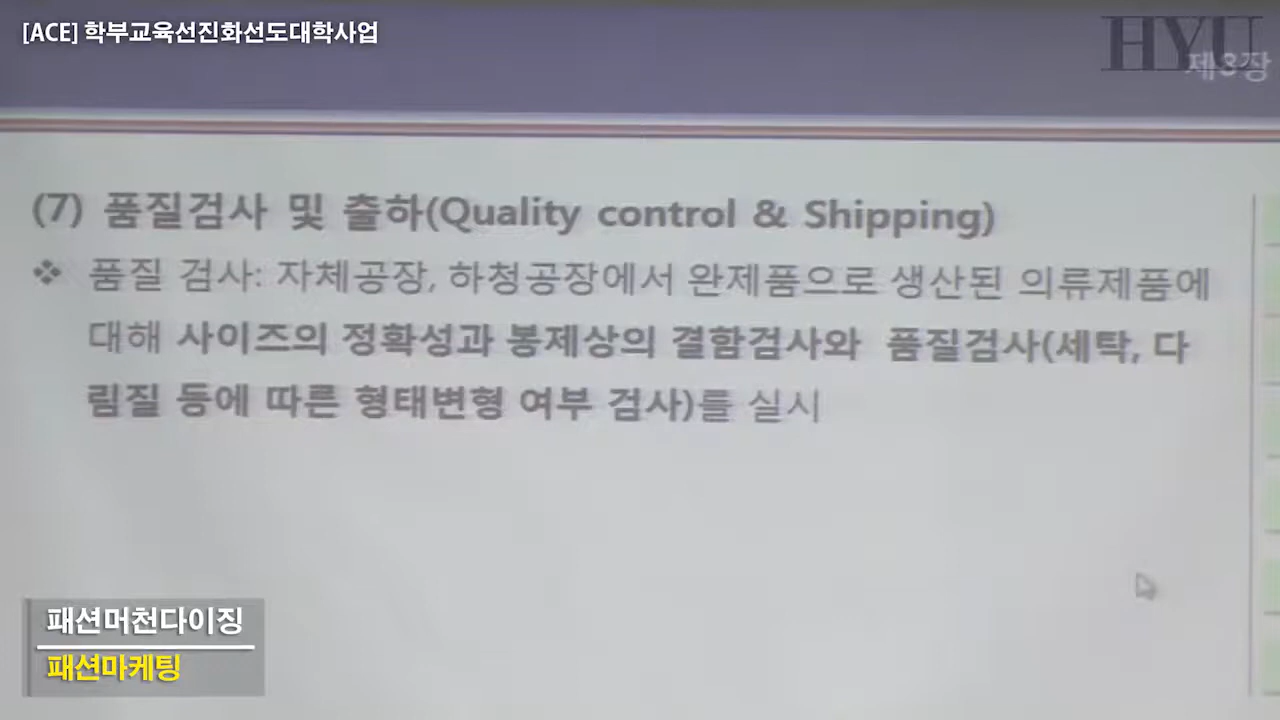 [ACE] 학부교육선진화선도대학사업
HYU
제3장
(7) 품질검사 및 출하(Quality control & Shipping)
❖ 품질 검사: 자체공장, 하청공장에서 완제품으로 생산된 의류제품에
대해 사이즈의 정확성과 봉제상의 결함검사와 품질검사(세탁, 다
림질 등에 따른 형태변형 여부 검사)를 실시
패션머천다이징
패션마케팅